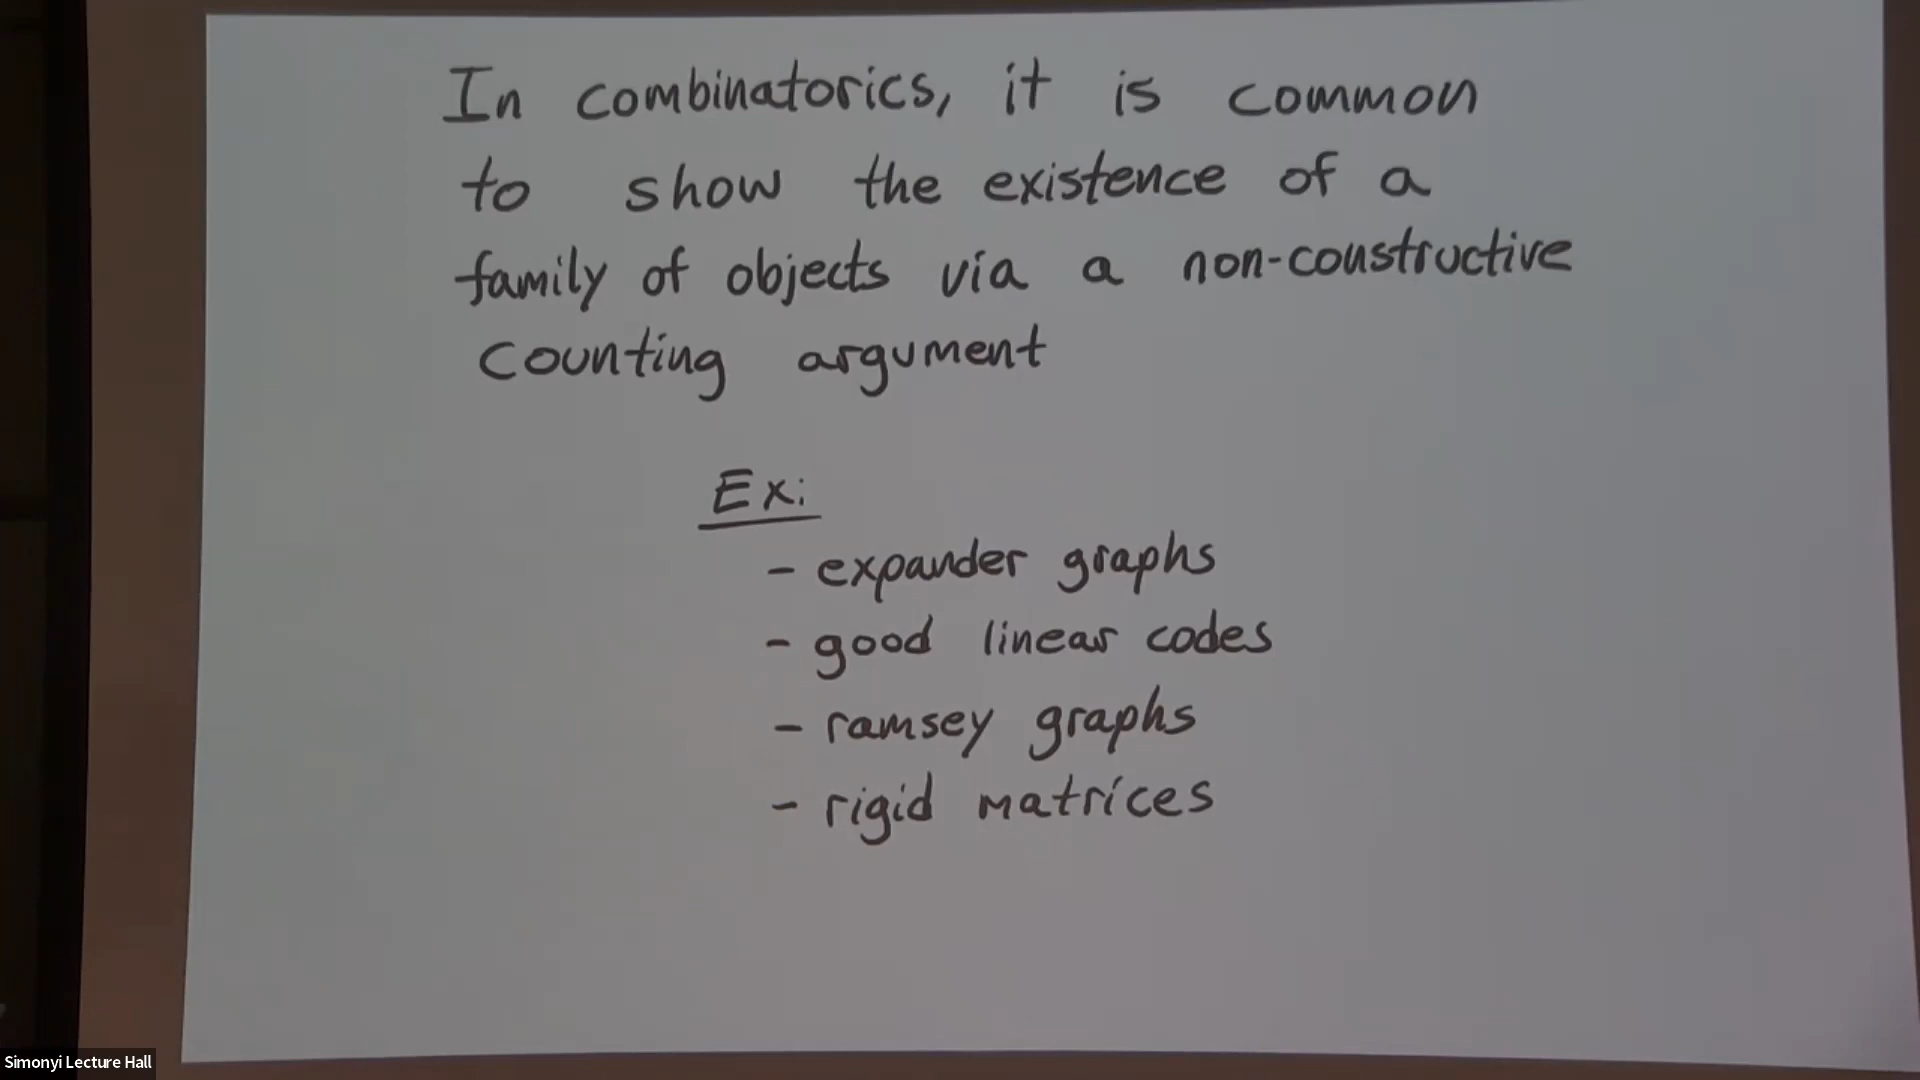 In combinatorics, it is common
to show the existence of a
family of objects via a non-constructive
counting argument
Ex:
- expander graphs
- good linear codes
- ramsey graphs
- rigid matrices
Simonyi Lecture Hall